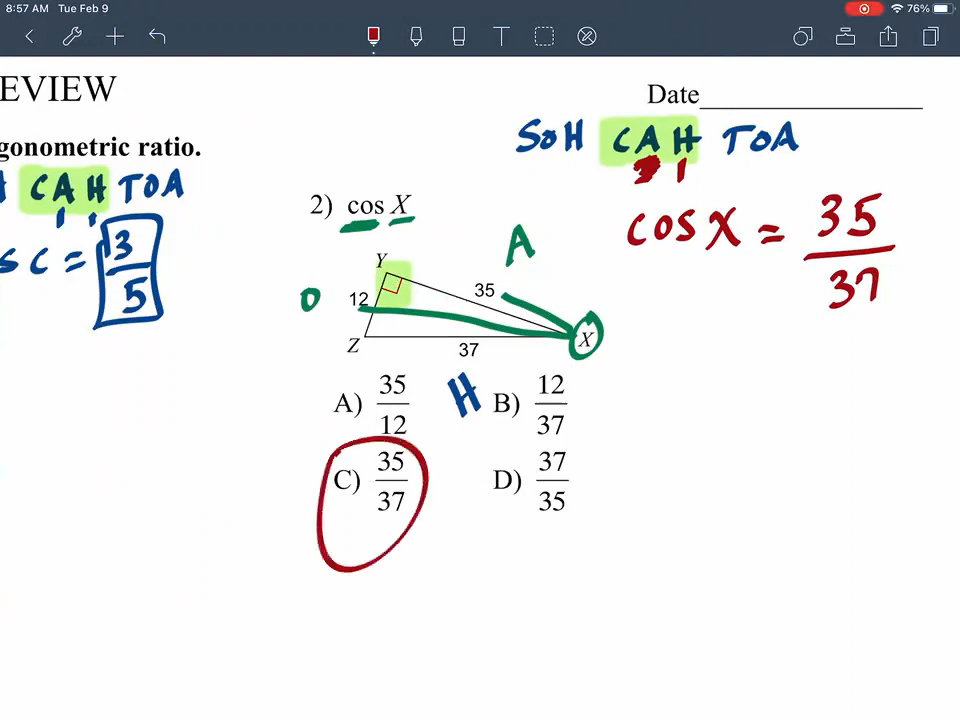 8:57 AM Tue Feb 9
76%
EVIEW
Date
gonometric ratio.
SOH CAH TOA
H CAH TOA
2) cos X
cos X = 35/37
S C = 3/5
A
Y
O
12
35
Z
37
X
H
A) 35/12
B) 12/37
C) 35/37
D) 37/35